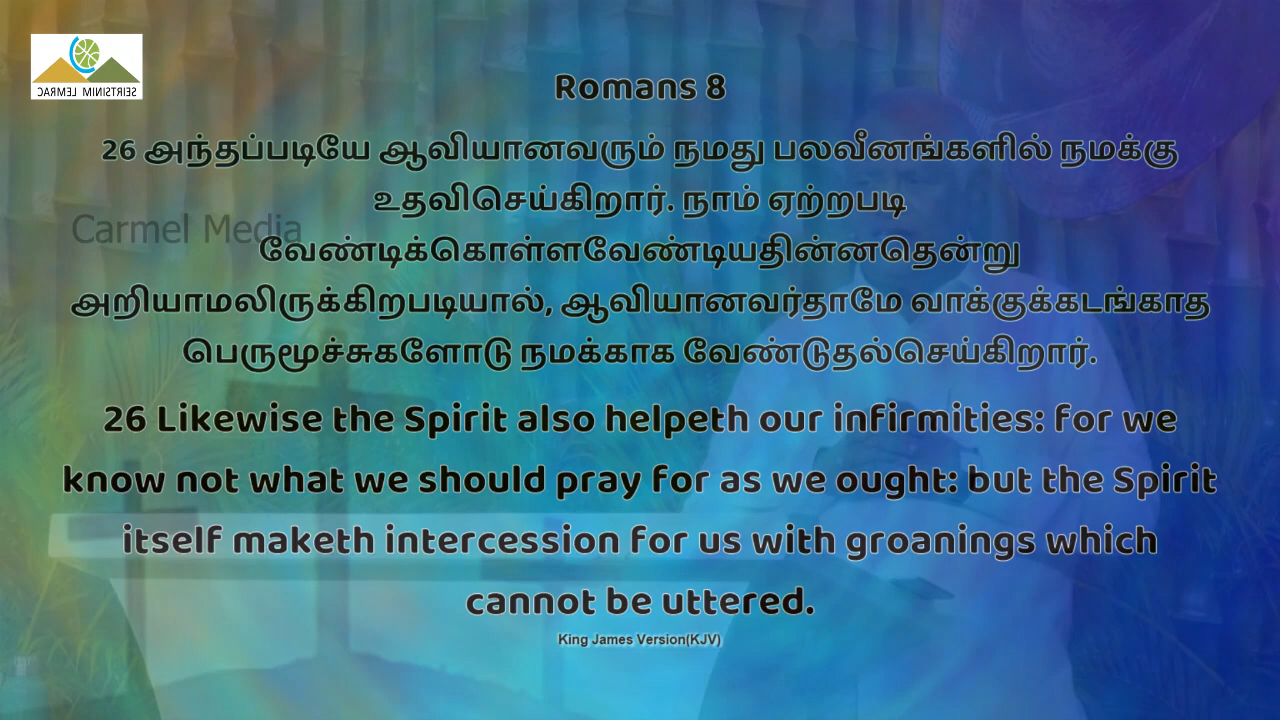 CARMEL MINISTRIES
Romans 8
26 அந்தப்படியே ஆவியானவரும் நமது பலவீனங்களில் நமக்கு
உதவிசெய்கிறார். நாம் ஏற்றபடி
Carmel Media
வேண்டிக்கொள்ளவேண்டியதின்னதென்று
அறியாமலிருக்கிறபடியால், ஆவியானவர்தாமே வாக்குக்கடங்காத
பெருமூச்சுகளோடு நமக்காக வேண்டுதல்செய்கிறார்.
26 Likewise the Spirit also helpeth our infirmities: for we
know not what we should pray for as we ought: but the Spirit
itself maketh intercession for us with groanings which
cannot be uttered.
King James Version(KJV)